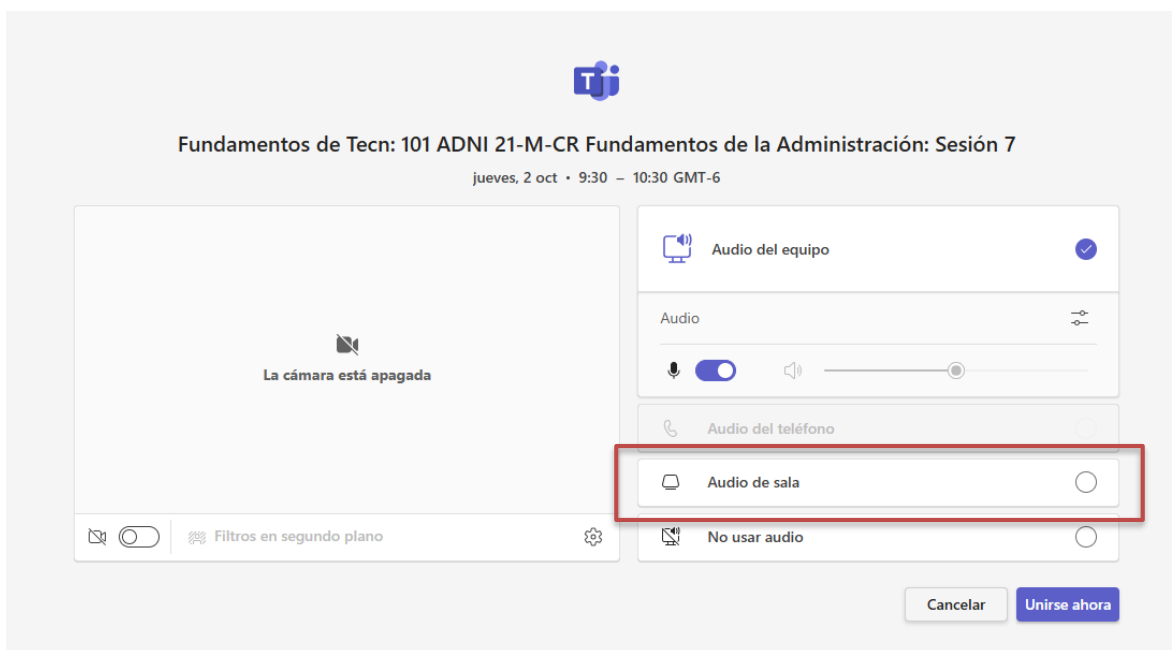 Fundamentos de Tecn: 101 ADNI 21-M-CR Fundamentos de la Administración: Sesión 7
jueves, 2 oct • 9:30 – 10:30 GMT-6
La cámara está apagada
Filtros en segundo plano
Audio del equipo
Audio
Audio del teléfono
Audio de sala
No usar audio
Cancelar
Unirse ahora